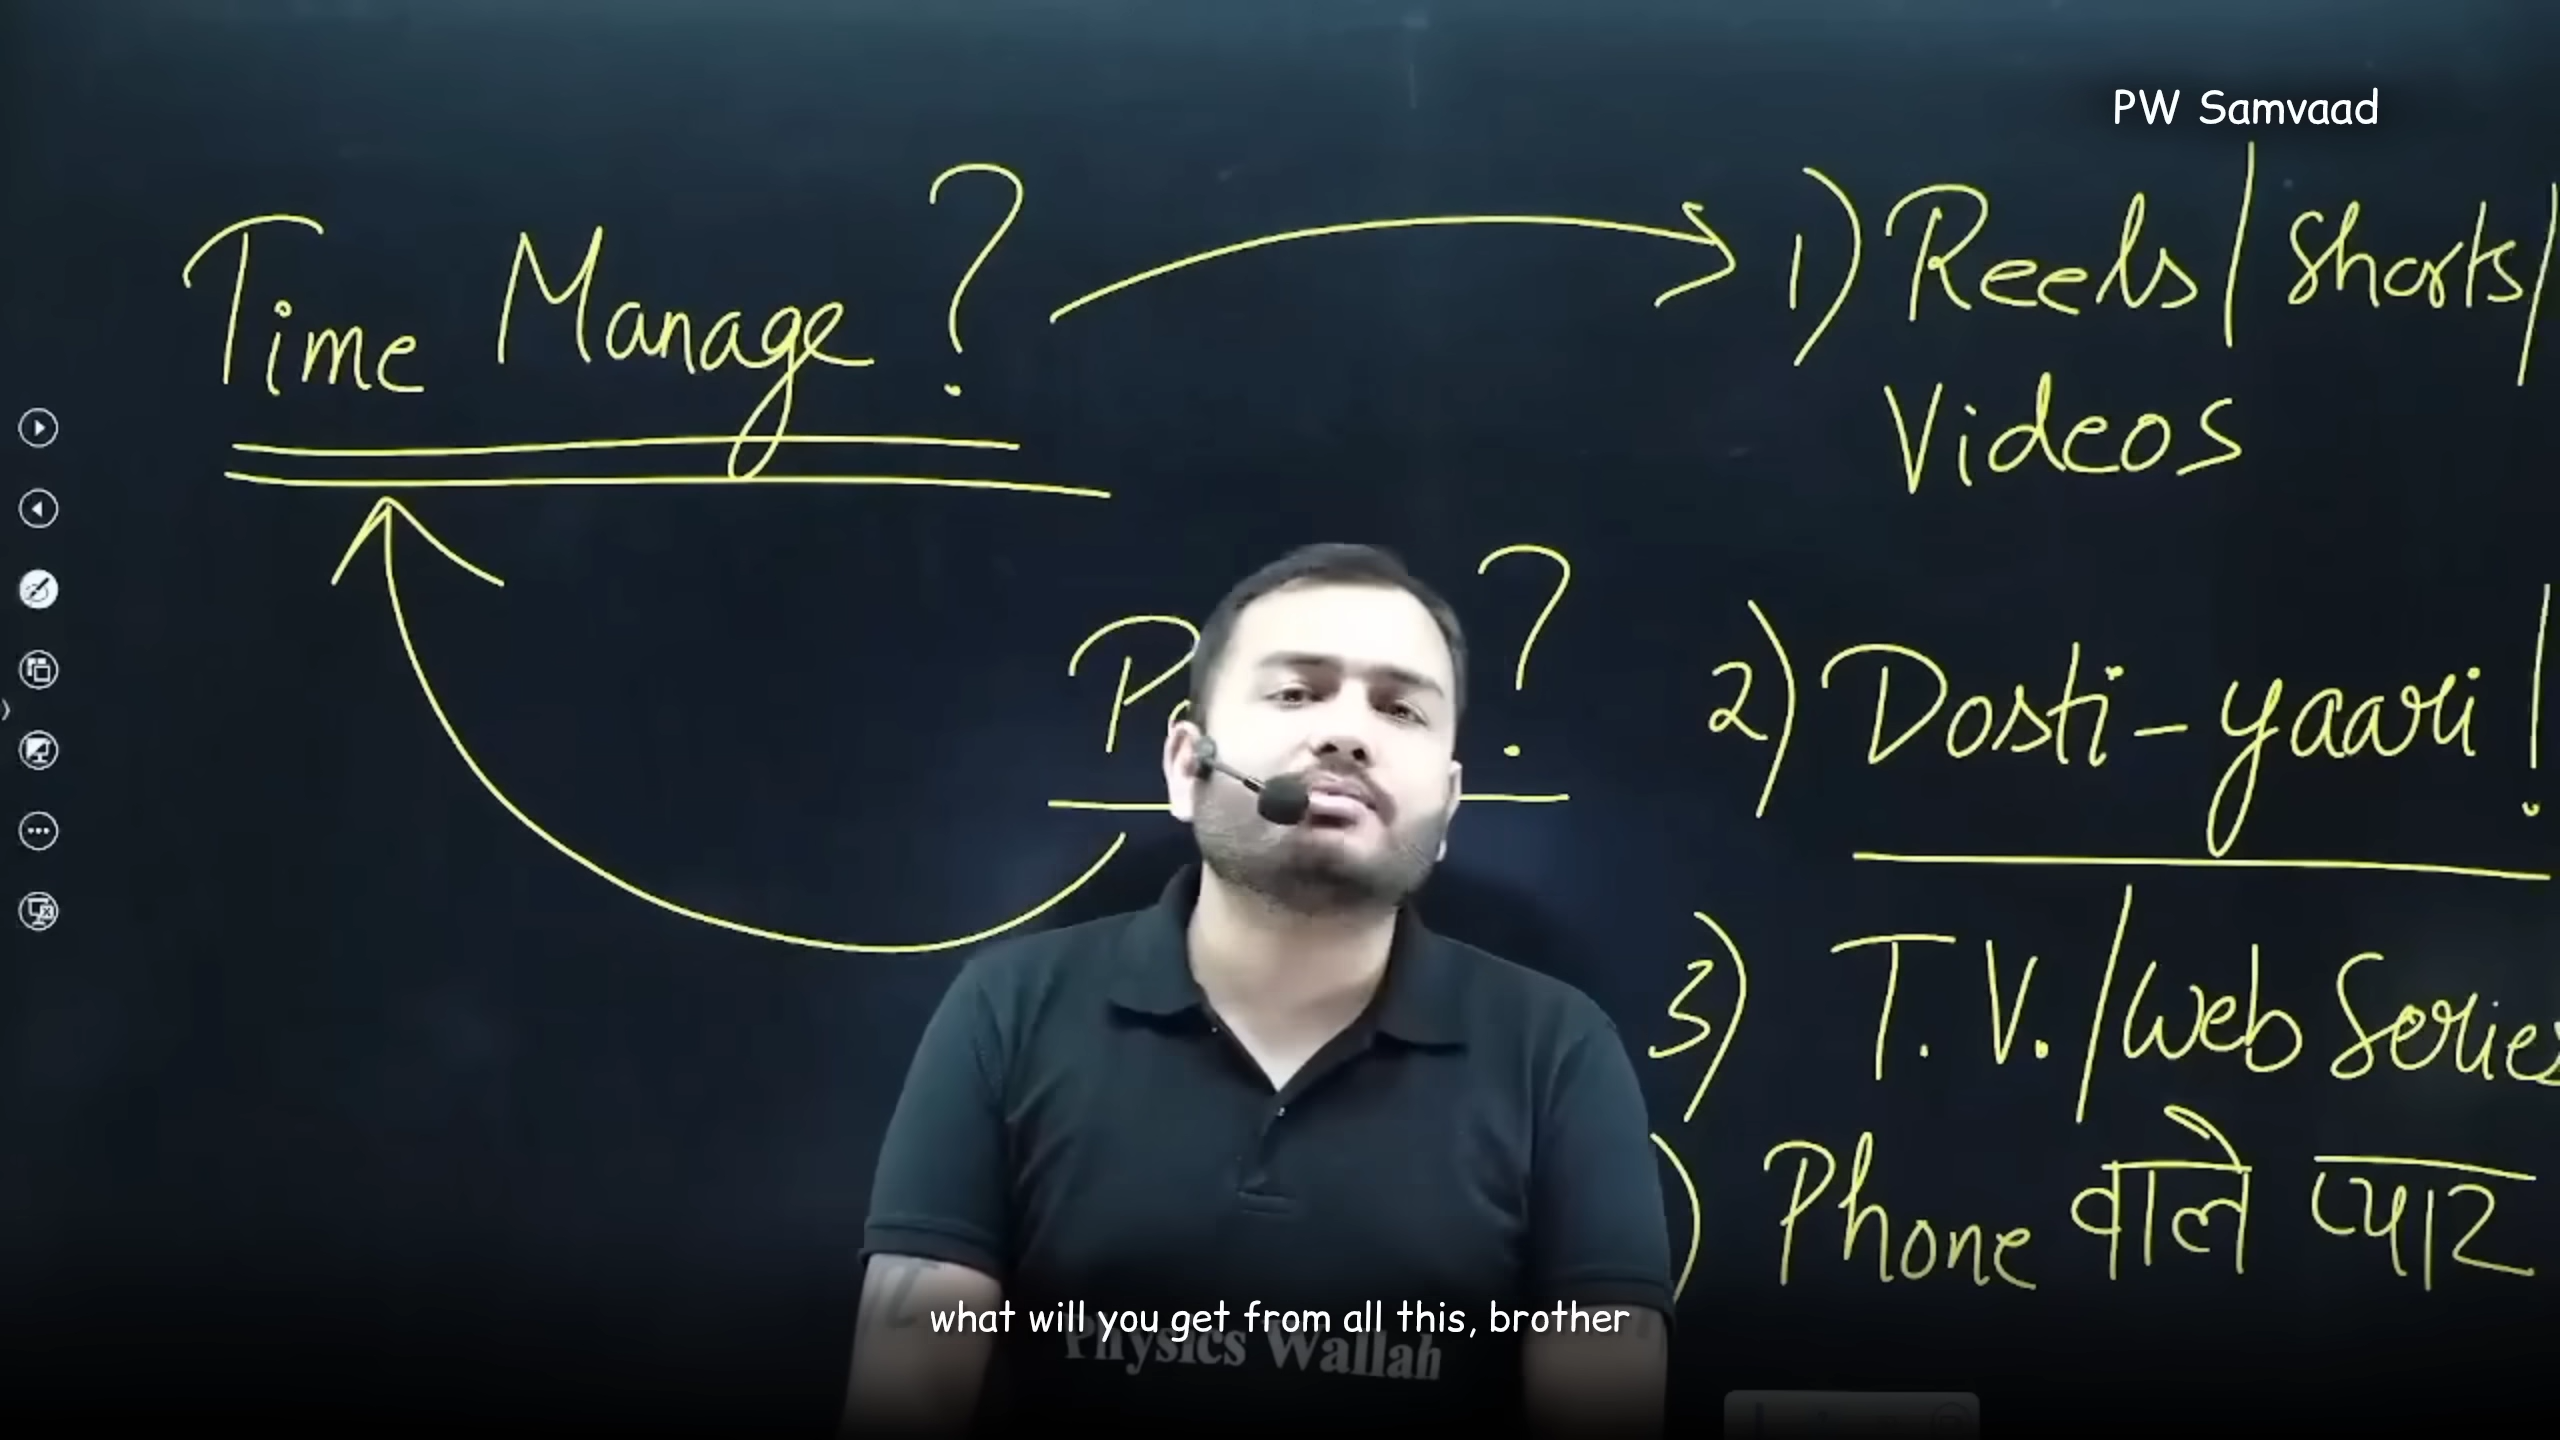 PW Samvaad
Time Manage ?
1) Reels / Shorts /
Videos
?
2) Dosti - yaari !
3) T.V. / Web Series
) Phone वाले प्यार
what will you get from all this, brother
Physics Wallah